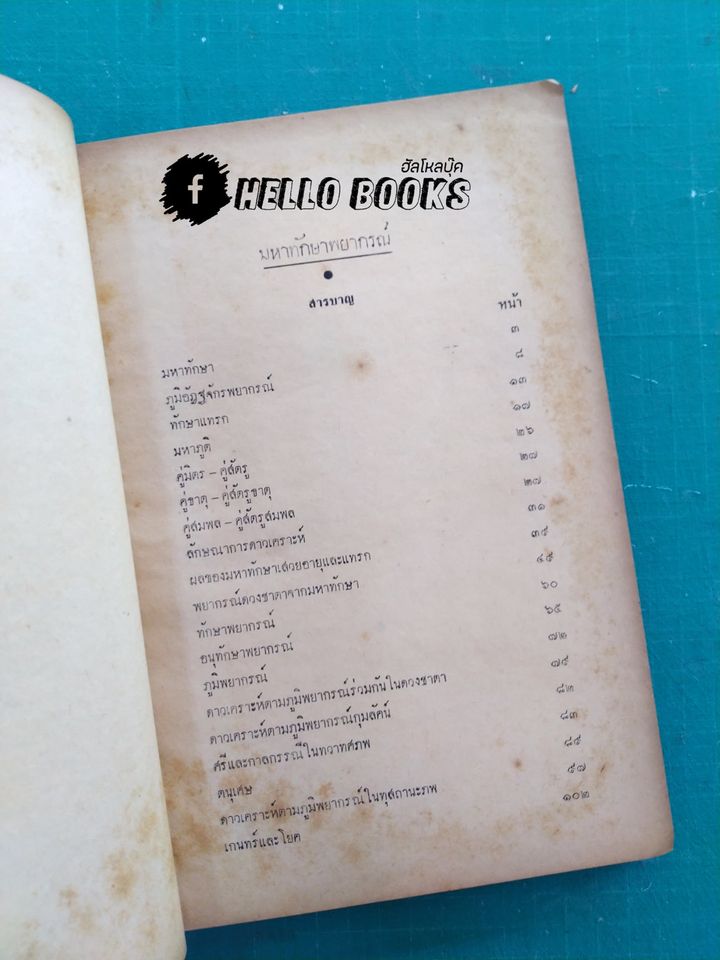 ฮัลโหลบุ๊ค
f HELLO BOOKS
มหาทักษาพยากรณ์
สารบาญ หน้า
มหาทักษา ๓
ภูมิอัฏฐจักรพยากรณ์ ๘
ทักษาแทรก ๑๓
มหาภูติ ๑๗
คู่มิตร – คู่สัตรู ๒๖
คู่ธาตุ – คู่สัตรูธาตุ ๒๗
คู่สมพล – คู่สัตรูสมพล ๒๗
ลักษณาการดาวเคราะห์ ๓๑
ผลของมหาทักษาเสวยอายุและแทรก ๓๙
พยากรณ์ดวงชาตาจากมหาทักษา ๔๕
ทักษาพยากรณ์ ๖๐
อนุทักษาพยากรณ์ ๖๕
ภูมิพยากรณ์ ๗๒
ดาวเคราะห์ตามภูมิพยากรณ์ร่วมกันในดวงชาตา ๗๙
ดาวเคราะห์ตามภูมิพยากรณ์กุมลัคน์ ๘๒
ศรีและกาลกรรณีในทวาทศภพ ๘๓
ตนุเศษ ๘๙
ดาวเคราะห์ตามภูมิพยากรณ์ในทุสถานะภพ ๙๗
เกนทร์และโยค ๑๐๒